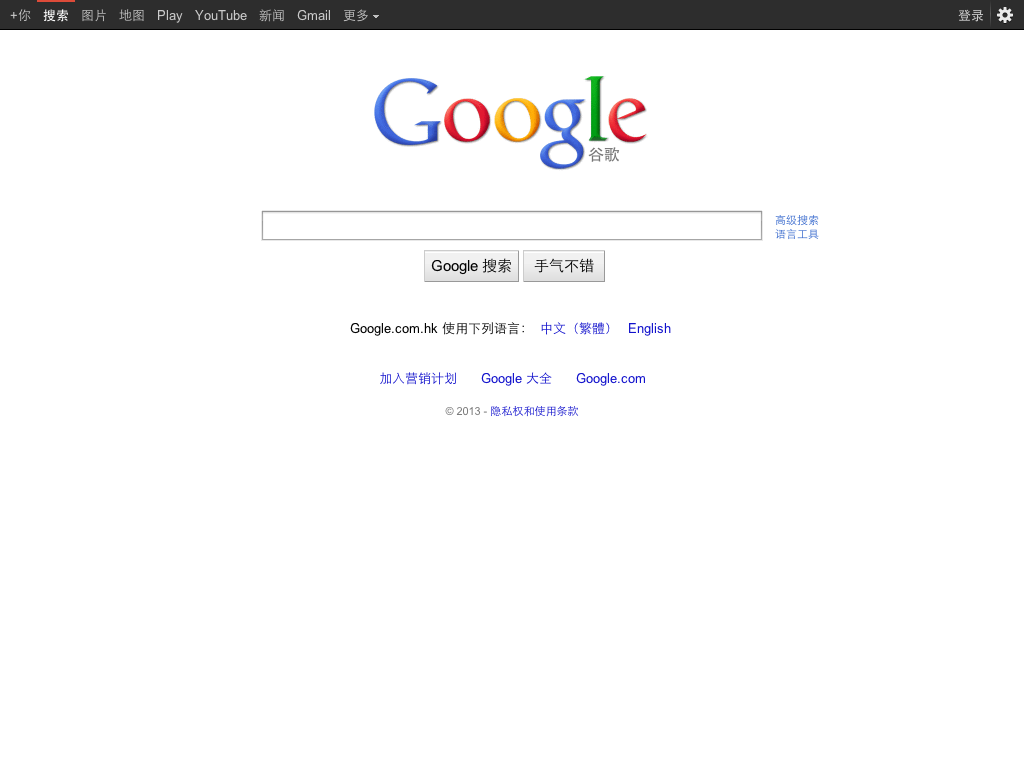 +你 搜索 图片 地图 Play YouTube 新闻 Gmail 更多 登录
Google
谷歌
高级搜索
语言工具
Google 搜索 手气不错
Google.com.hk 使用下列语言： 中文（繁體） English
加入营销计划 Google 大全 Google.com
© 2013 - 隐私权和使用条款